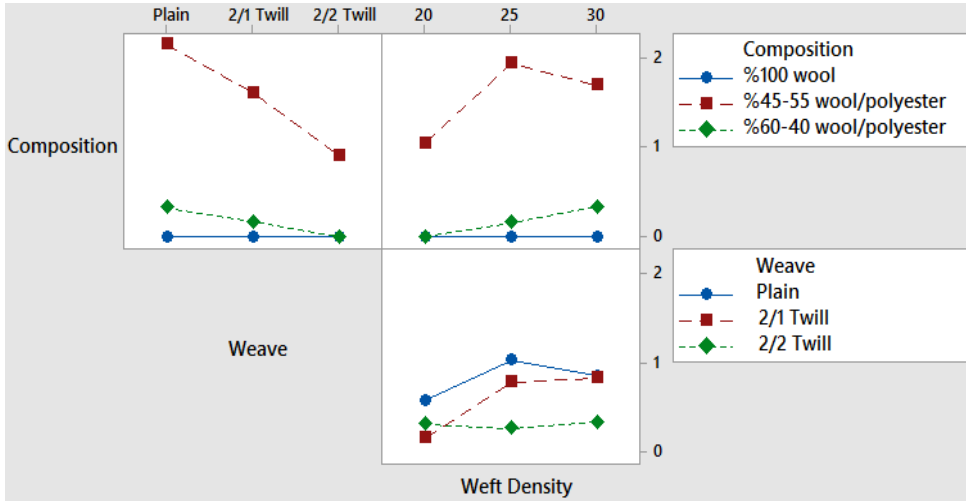 Plain 2/1 Twill 2/2 Twill 20 25 30
2
1
0
Composition
Composition
%100 wool
%45-55 wool/polyester
%60-40 wool/polyester
2
1
0
Weave
Weave
Plain
2/1 Twill
2/2 Twill
Weft Density